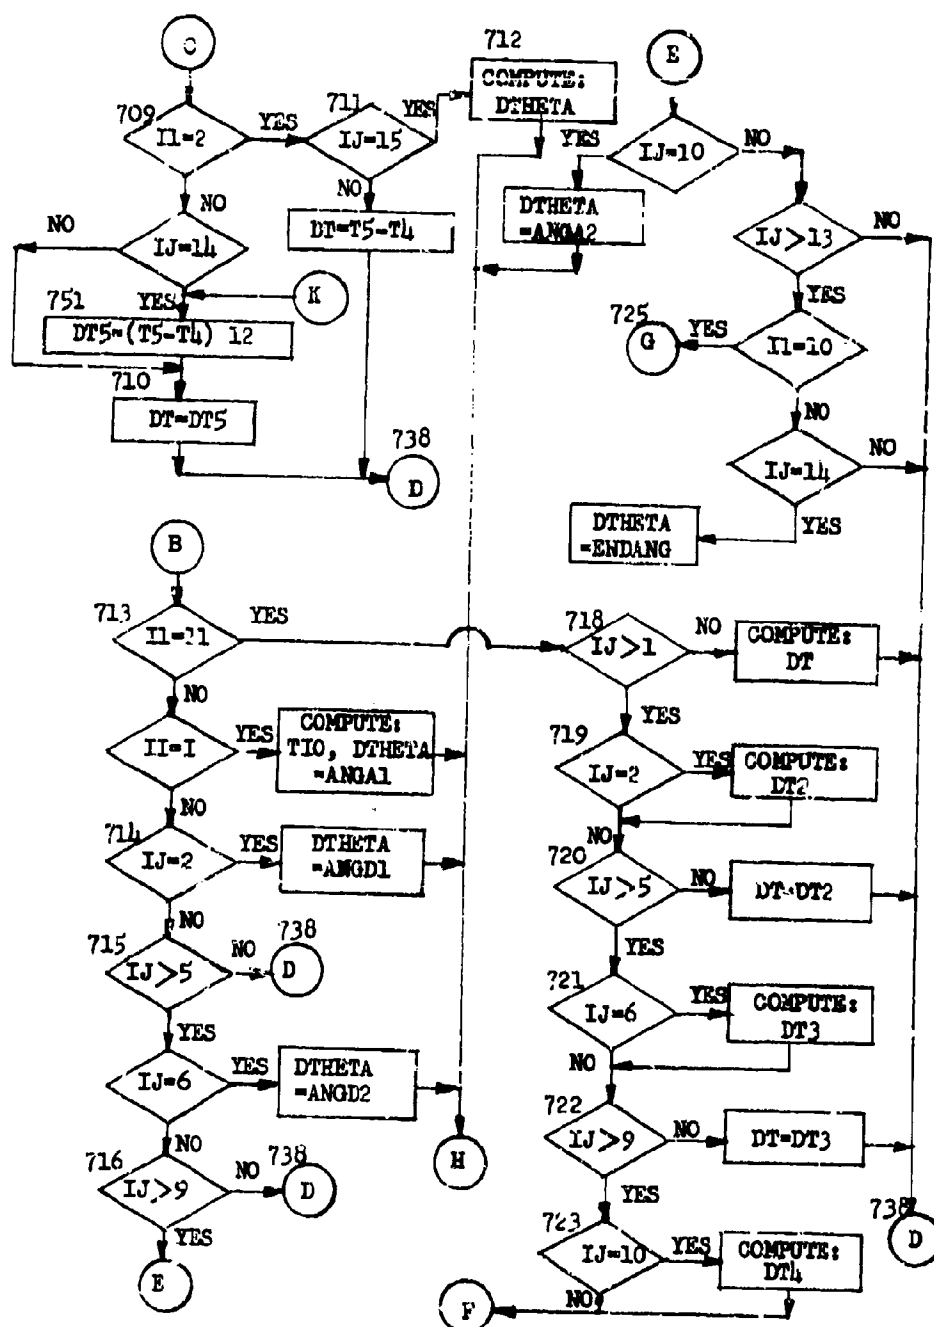 C
709
I1=2
YES
711
IJ=15
YES
712
COMPUTE:
DTHETA
NO
NO
IJ=14
NO
DT=T5-T4
K
751
YES
DT5=(T5-T4) 12
710
DT=DT5
738
D
E
YES
IJ=10
NO
DTHETA
=ANGA2
IJ>13
NO
YES
725
G
YES
I1=10
NO
IJ=14
NO
YES
DTHETA
=ENDANG
B
713
I1=11
YES
NO
II=I
YES
COMPUTE:
TIO, DTHETA
=ANGA1
NO
714
IJ=2
YES
DTHETA
=ANGD1
NO
715
IJ>5
NO
738
D
YES
IJ=6
YES
DTHETA
=ANGD2
NO
H
716
IJ>9
NO
738
D
YES
E
718
IJ>1
NO
COMPUTE:
DT
YES
719
IJ=2
YES
COMPUTE:
DT2
NO
720
IJ>5
NO
DT=DT2
YES
721
IJ=6
YES
COMPUTE:
DT3
NO
722
IJ>9
NO
DT=DT3
YES
738
D
723
IJ=10
YES
COMPUTE:
DT4
NO
F